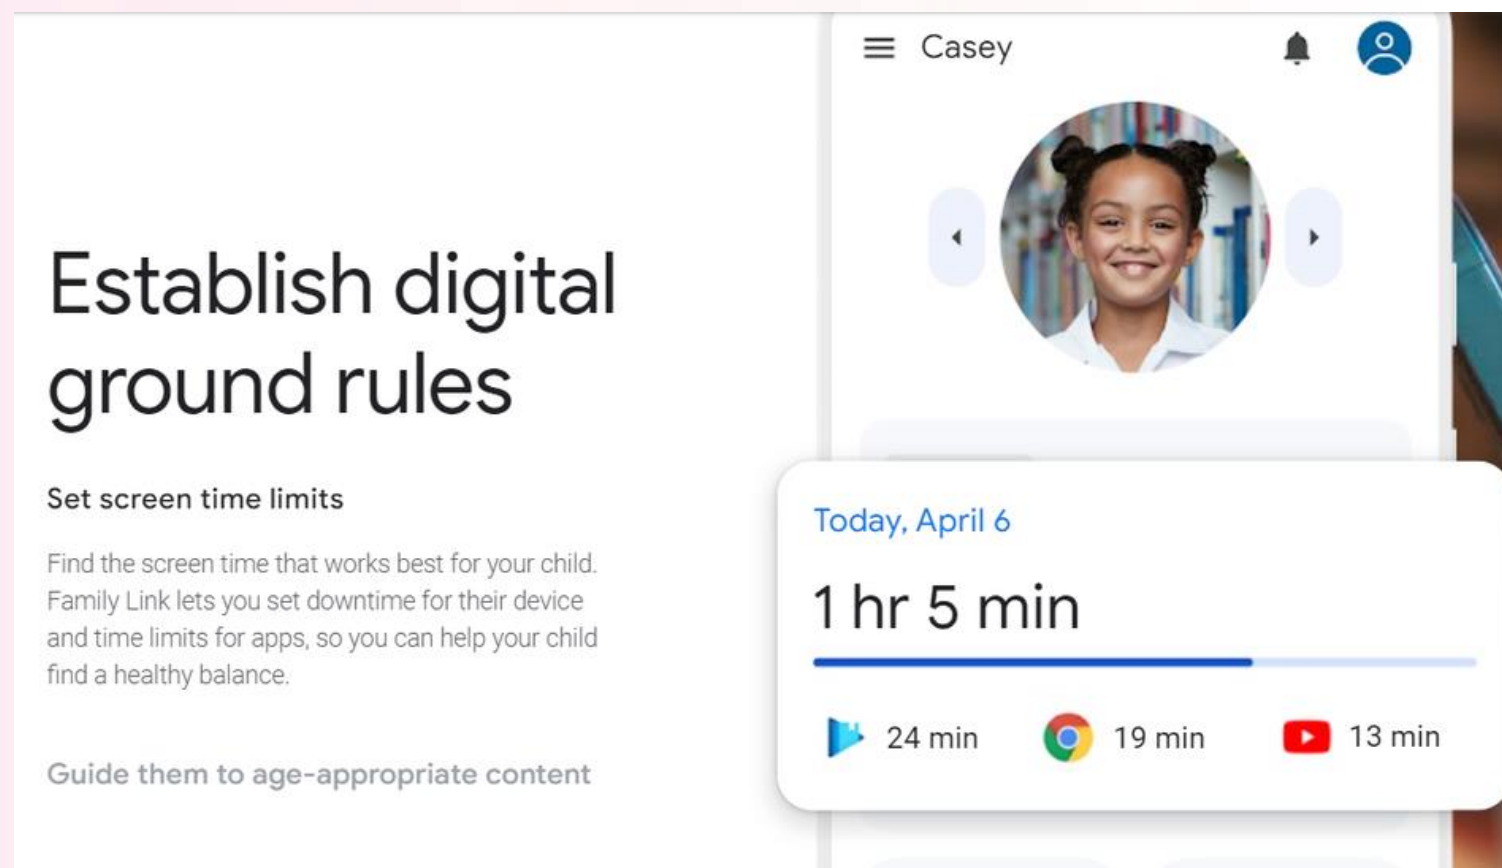 Establish digital
ground rules
Set screen time limits
Find the screen time that works best for your child.
Family Link lets you set downtime for their device
and time limits for apps, so you can help your child
find a healthy balance.
Guide them to age-appropriate content
Casey
Today, April 6
1 hr 5 min
24 min 19 min 13 min